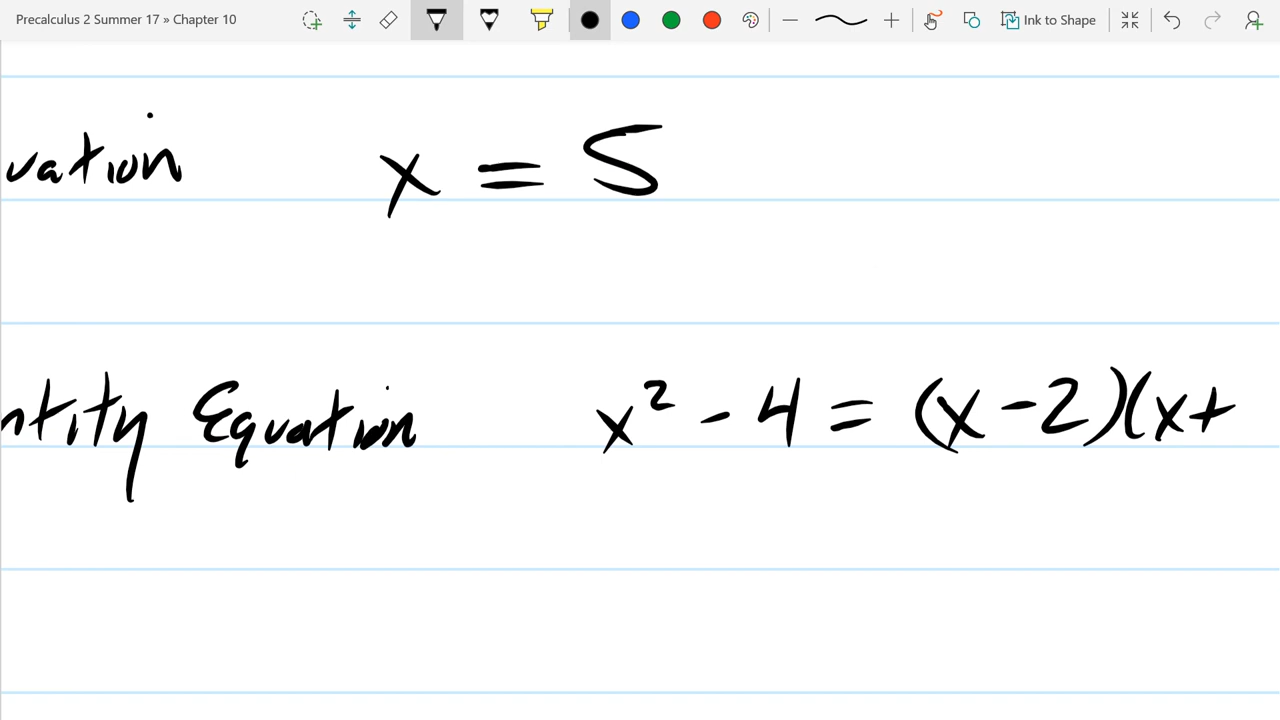 Precalculus 2 Summer 17 » Chapter 10
Ink to Shape
uation x = 5
ntity Equation x² - 4 = (x - 2)(x +